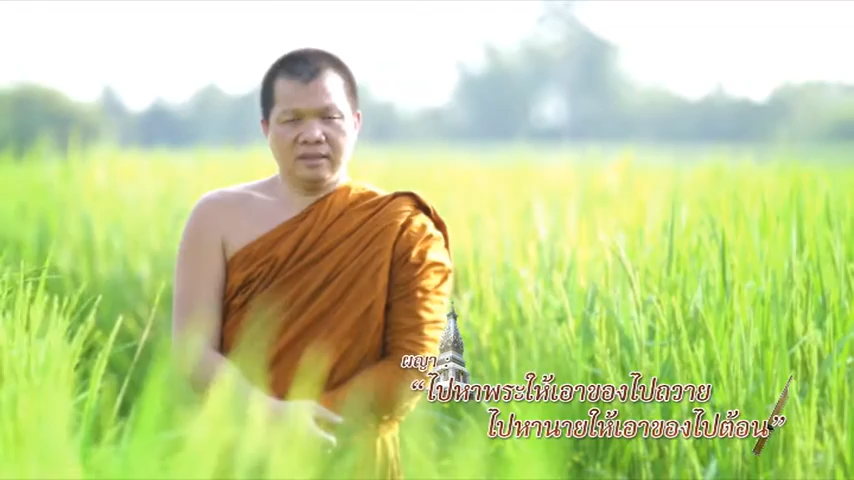 ผญา :
“ไปหาพระให้เอาของไปถวาย
ไปหานายให้เอาของไปต้อน”